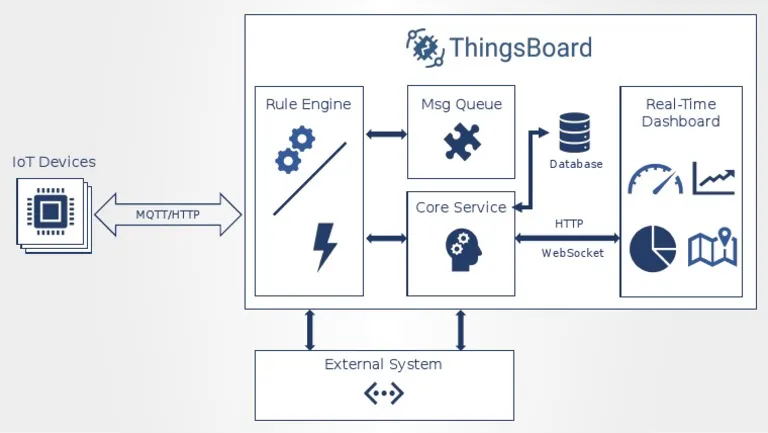 ThingsBoard
Rule Engine
Msg Queue
Real-Time
Dashboard
IoT Devices
Database
MQTT/HTTP
Core Service
HTTP
WebSocket
External System